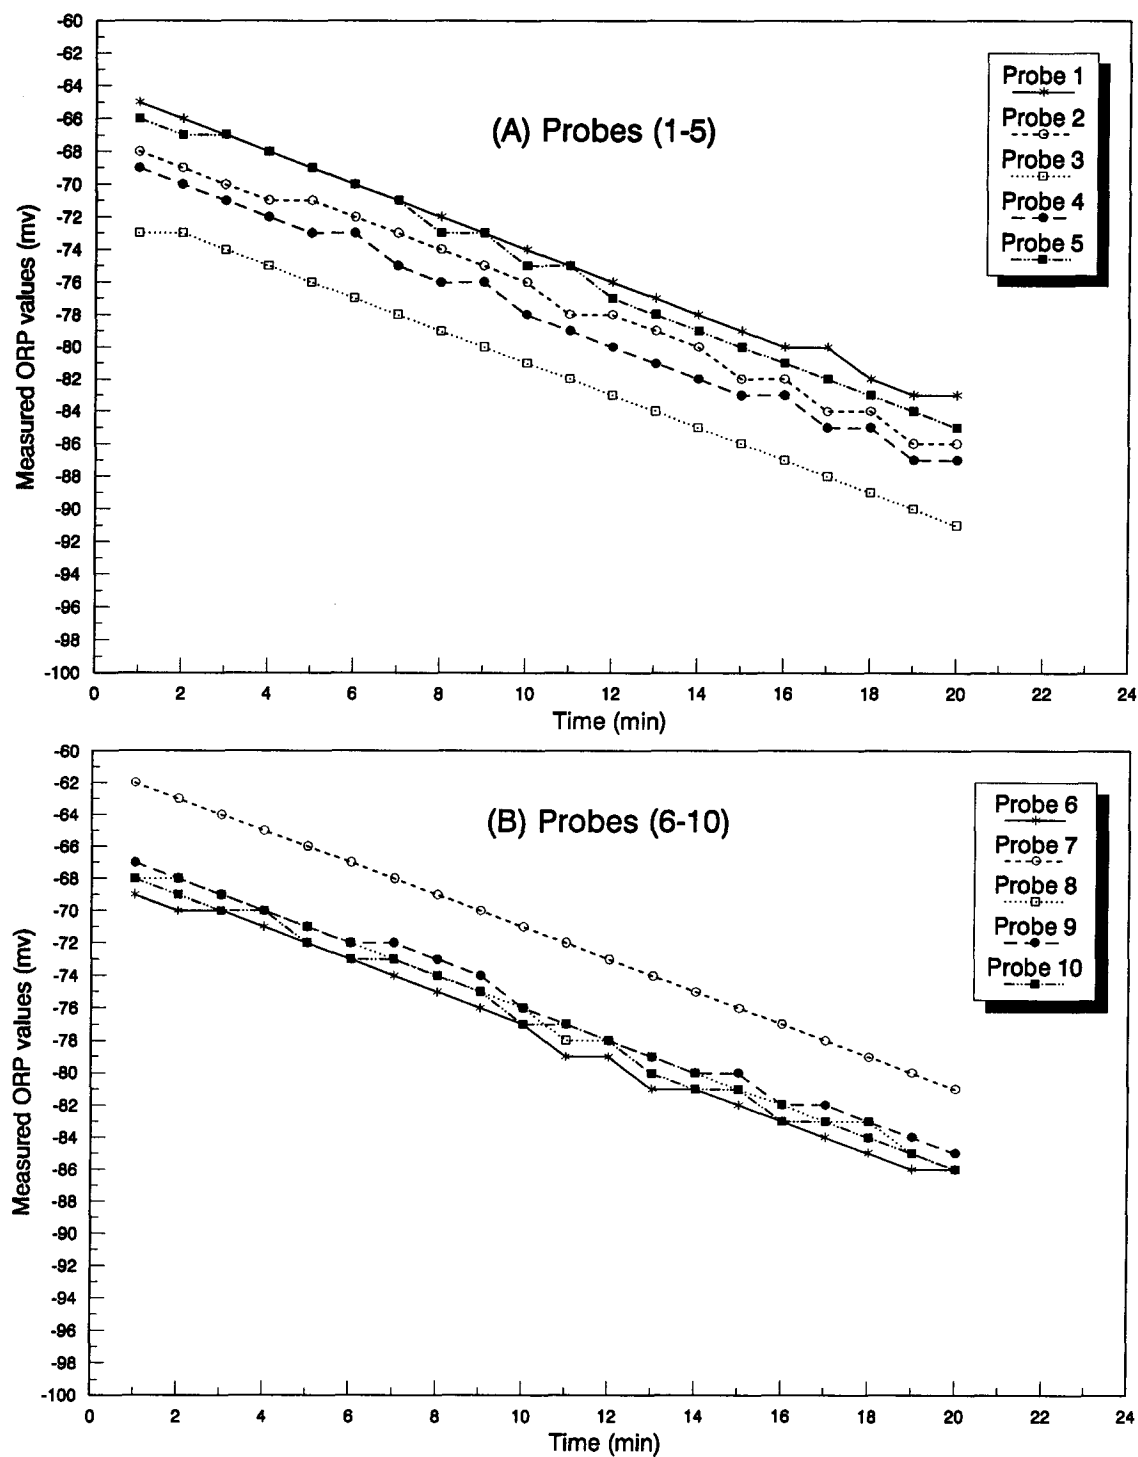 -60
-62
-64
-66
-68
-70
-72
-74
-76
-78
-80
-82
-84
-86
-88
-90
-92
-94
-96
-98
-100
Measured ORP values (mv)
(A) Probes (1-5)
Probe 1
Probe 2
Probe 3
Probe 4
Probe 5
0 2 4 6 8 10 12 14 16 18 20 22 24
Time (min)
-60
-62
-64
-66
-68
-70
-72
-74
-76
-78
-80
-82
-84
-86
-88
-90
-92
-94
-96
-98
-100
Measured ORP values (mv)
(B) Probes (6-10)
Probe 6
Probe 7
Probe 8
Probe 9
Probe 10
0 2 4 6 8 10 12 14 16 18 20 22 24
Time (min)